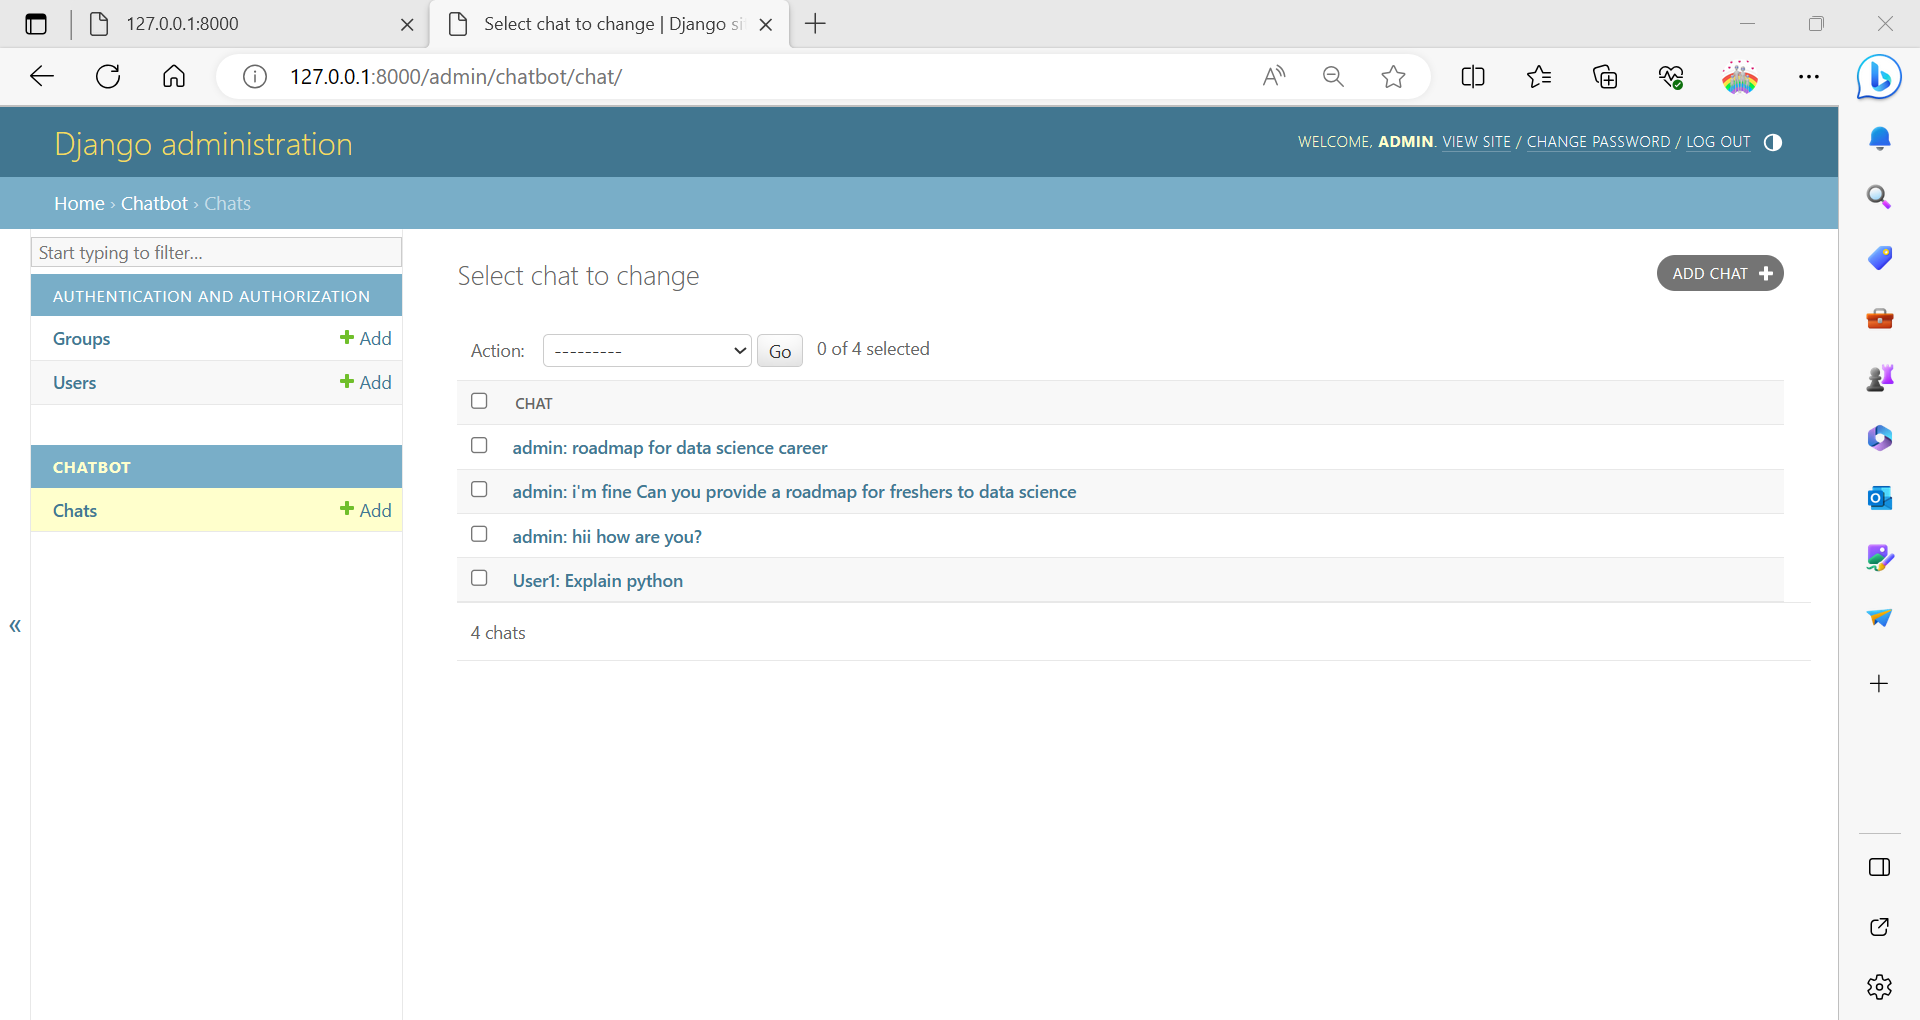 127.0.0.1:8000
Select chat to change | Django si
127.0.0.1:8000/admin/chatbot/chat/
Django administration
WELCOME, ADMIN. VIEW SITE / CHANGE PASSWORD / LOG OUT
Home › Chatbot › Chats
Start typing to filter...
AUTHENTICATION AND AUTHORIZATION
Groups + Add
Users + Add
CHATBOT
Chats + Add
«
Select chat to change
ADD CHAT +
Action: --------- Go 0 of 4 selected
CHAT
admin: roadmap for data science career
admin: i'm fine Can you provide a roadmap for freshers to data science
admin: hii how are you?
User1: Explain python
4 chats